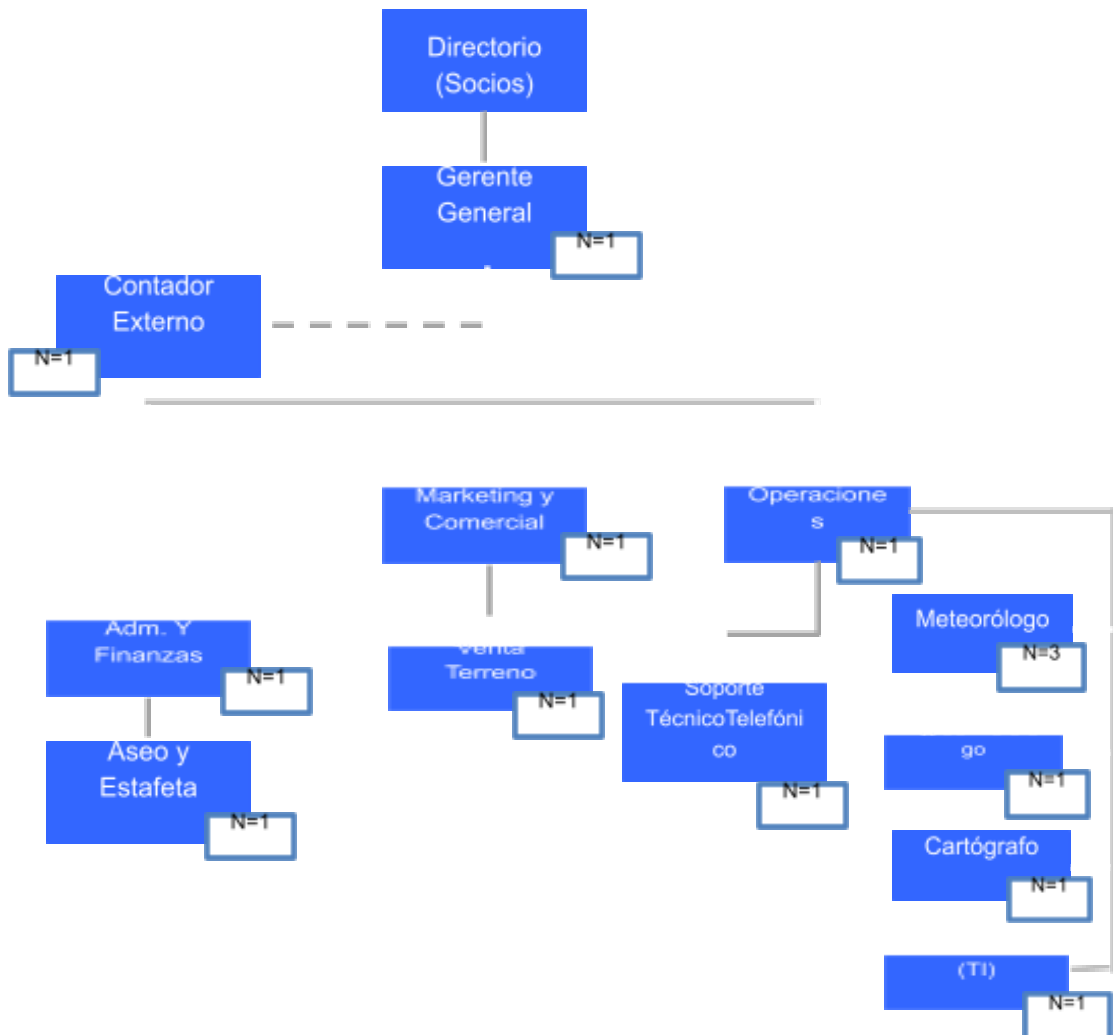 Directorio
(Socios)
Gerente
General
N=1
Contador
Externo
N=1
Marketing y
Comercial
N=1
Operacione
s
N=1
Meteorólogo
N=3
Adm. Y
Finanzas
N=1
Venta
Terreno
N=1
Soporte
TécnicoTelefóni
co
N=1
Aseo y
Estafeta
N=1
go
N=1
Cartógrafo
N=1
(TI)
N=1